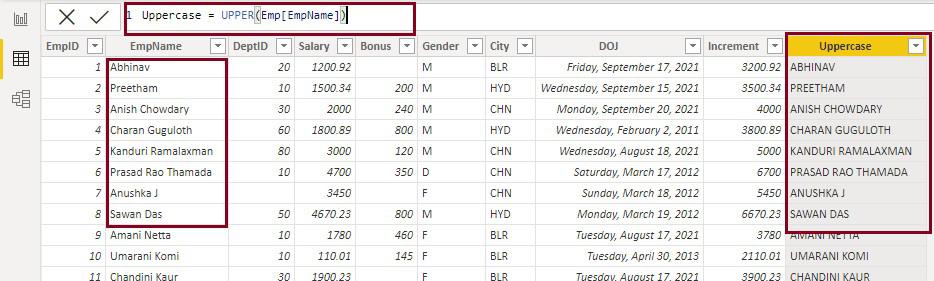 1 Uppercase = UPPER(Emp[EmpName])
EmpID EmpName DeptID Salary Bonus Gender City DOJ Increment Uppercase
1 Abhinav 20 1200.92 M BLR Friday, September 17, 2021 3200.92 ABHINAV
2 Preetham 10 1500.34 200 M HYD Wednesday, September 15, 2021 3500.34 PREETHAM
3 Anish Chowdary 30 2000 240 M CHN Monday, September 20, 2021 4000 ANISH CHOWDARY
4 Charan Guguloth 60 1800.89 800 M HYD Wednesday, February 2, 2011 3800.89 CHARAN GUGULOTH
5 Kanduri Ramalaxman 80 3000 120 M CHN Wednesday, August 18, 2021 5000 KANDURI RAMALAXMAN
6 Prasad Rao Thamada 10 4700 350 D CHN Saturday, March 17, 2012 6700 PRASAD RAO THAMADA
7 Anushka J 3450 F CHN Sunday, March 18, 2012 5450 ANUSHKA J
8 Sawan Das 50 4670.23 800 M HYD Monday, March 19, 2012 6670.23 SAWAN DAS
9 Amani Netta 10 1780 460 F BLR Tuesday, August 17, 2021 3780 AMANI NETTA
10 Umarani Komi 10 110.01 145 F BLR Tuesday, April 30, 2013 2110.01 UMARANI KOMI
11 Chandini Kaur 30 1900.23 F BLR Tuesday, August 17, 2021 3900.23 CHANDINI KAUR